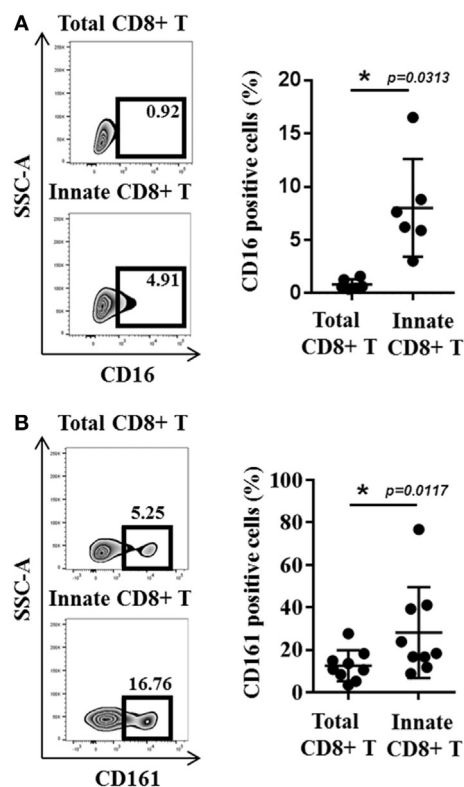 A
Total CD8+ T
0.92
Innate CD8+ T
4.91
SSC-A
CD16
CD16 positive cells (%)
* p=0.0313
20
15
10
5
0
Total Innate
CD8+ T CD8+ T
B
Total CD8+ T
5.25
Innate CD8+ T
16.76
SSC-A
CD161
CD161 positive cells (%)
* p=0.0117
100
80
60
40
20
0
Total Innate
CD8+ T CD8+ T